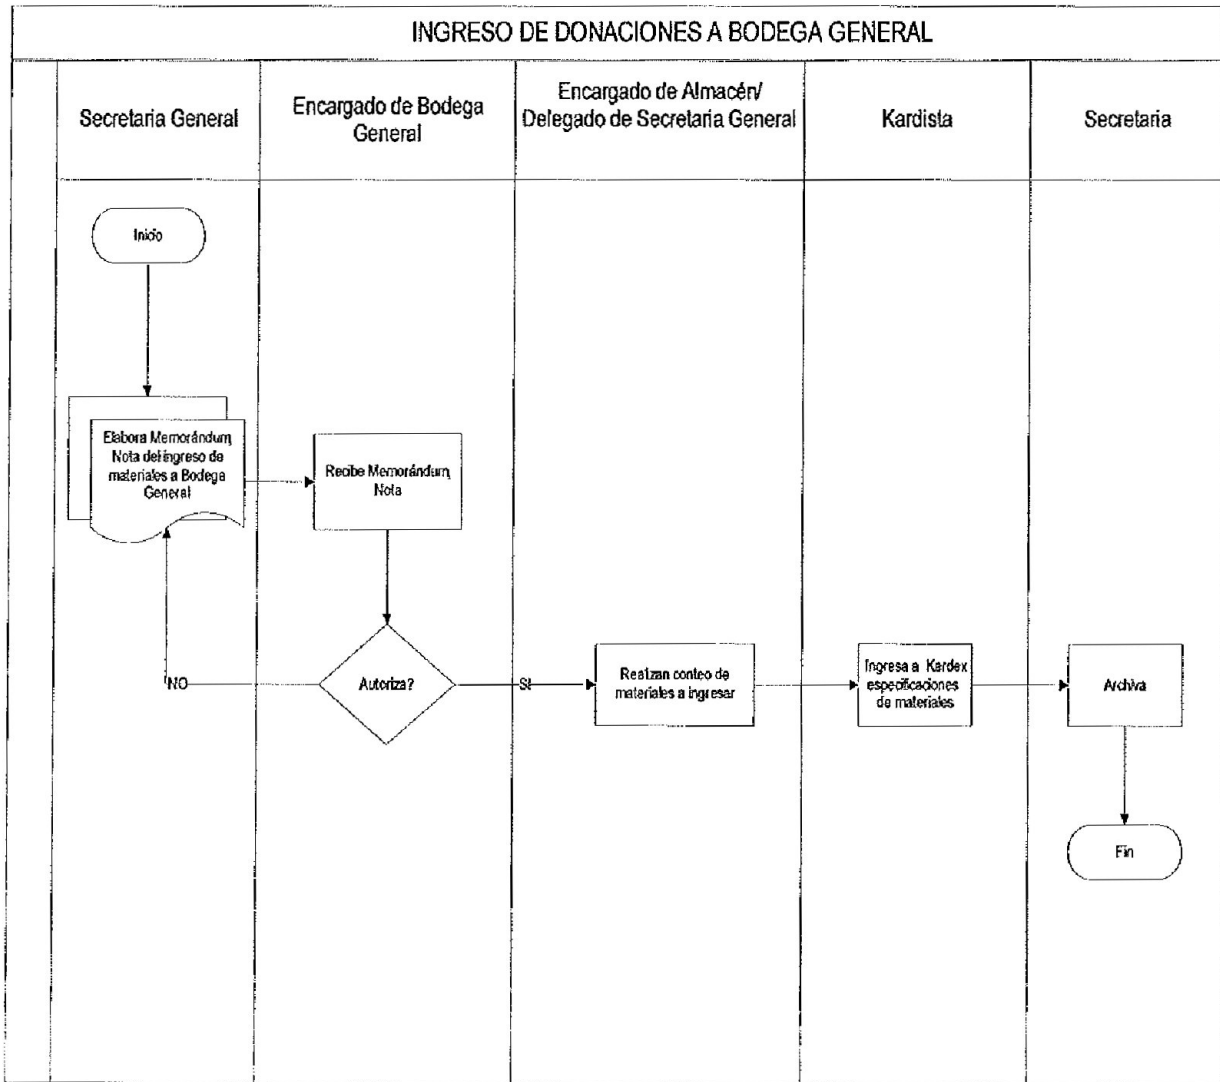 INGRESO DE DONACIONES A BODEGA GENERAL
Secretaria General
Encargado de Bodega
General
Encargado de Almacén/
Delegado de Secretaria General
Kardista
Secretaria
Inicio
Elabora Memorándum,
Nota del ingreso de
materiales a Bodega
General
Recibe Memorándum,
Nota
Autoriza?
NO
SI
Realizan conteo de
materiales a ingresar
Ingresa a Kardex
especificaciones
de materiales
Archiva
Fin